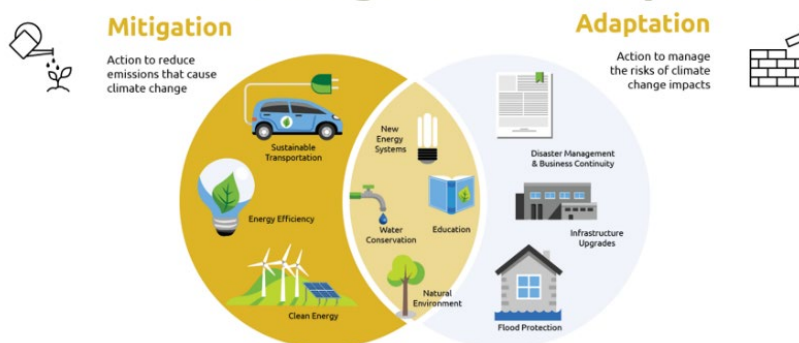 Mitigation
Action to reduce
emissions that cause
climate change
Adaptation
Action to manage
the risks of climate
change impacts
Sustainable
Transportation
Energy Efficiency
Clean Energy
New
Energy
Systems
Water
Conservation
Education
Natural
Environment
Disaster Management
& Business Continuity
Infrastructure
Upgrades
Flood Protection